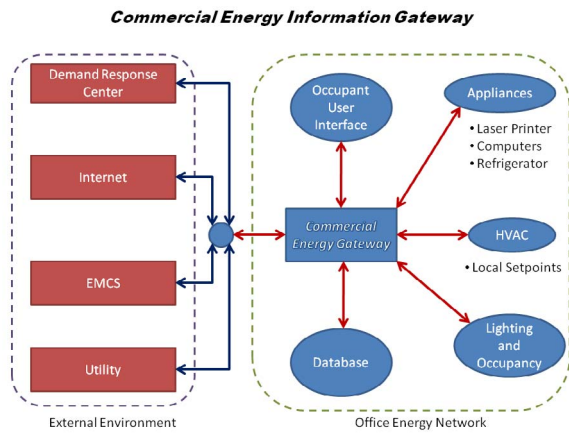 Commercial Energy Information Gateway
Demand Response
Center
Internet
EMCS
Utility
External Environment
Occupant
User
Interface
Appliances
• Laser Printer
• Computers
• Refrigerator
Commercial
Energy Gateway
HVAC
• Local Setpoints
Database
Lighting
and
Occupancy
Office Energy Network